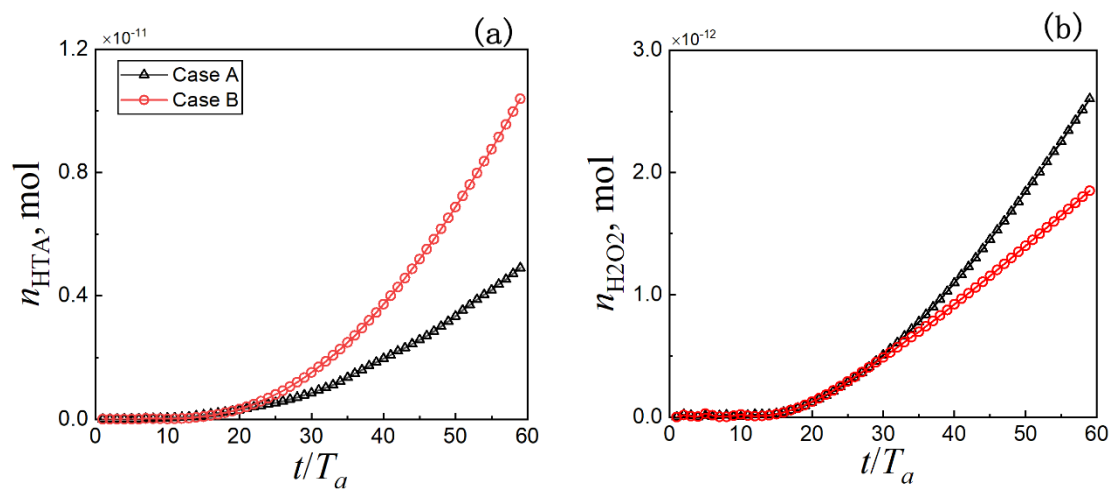 ×10⁻¹¹
(a)
1.2
0.8
0.4
0.0
n_HTA, mol
Case A
Case B
0 10 20 30 40 50 60
t/T_a
×10⁻¹²
(b)
3.0
2.0
1.0
0.0
n_H2O2, mol
0 10 20 30 40 50 60
t/T_a